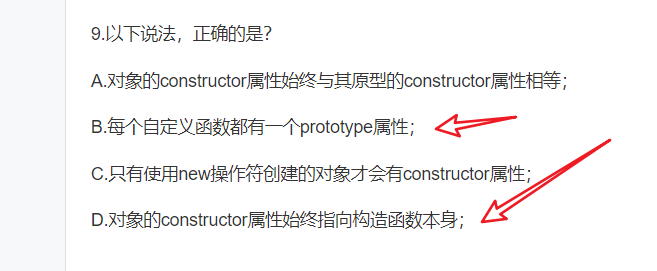 9.以下说法，正确的是？
A.对象的constructor属性始终与其原型的constructor属性相等；
B.每个自定义函数都有一个prototype属性；
C.只有使用new操作符创建的对象才会有constructor属性；
D.对象的constructor属性始终指向构造函数本身；